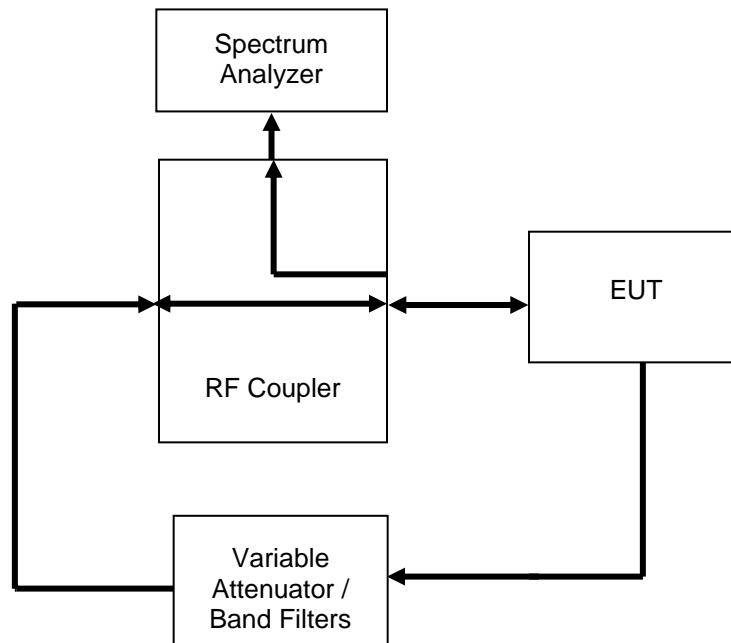 Spectrum
Analyzer
EUT
RF Coupler
Variable
Attenuator /
Band Filters